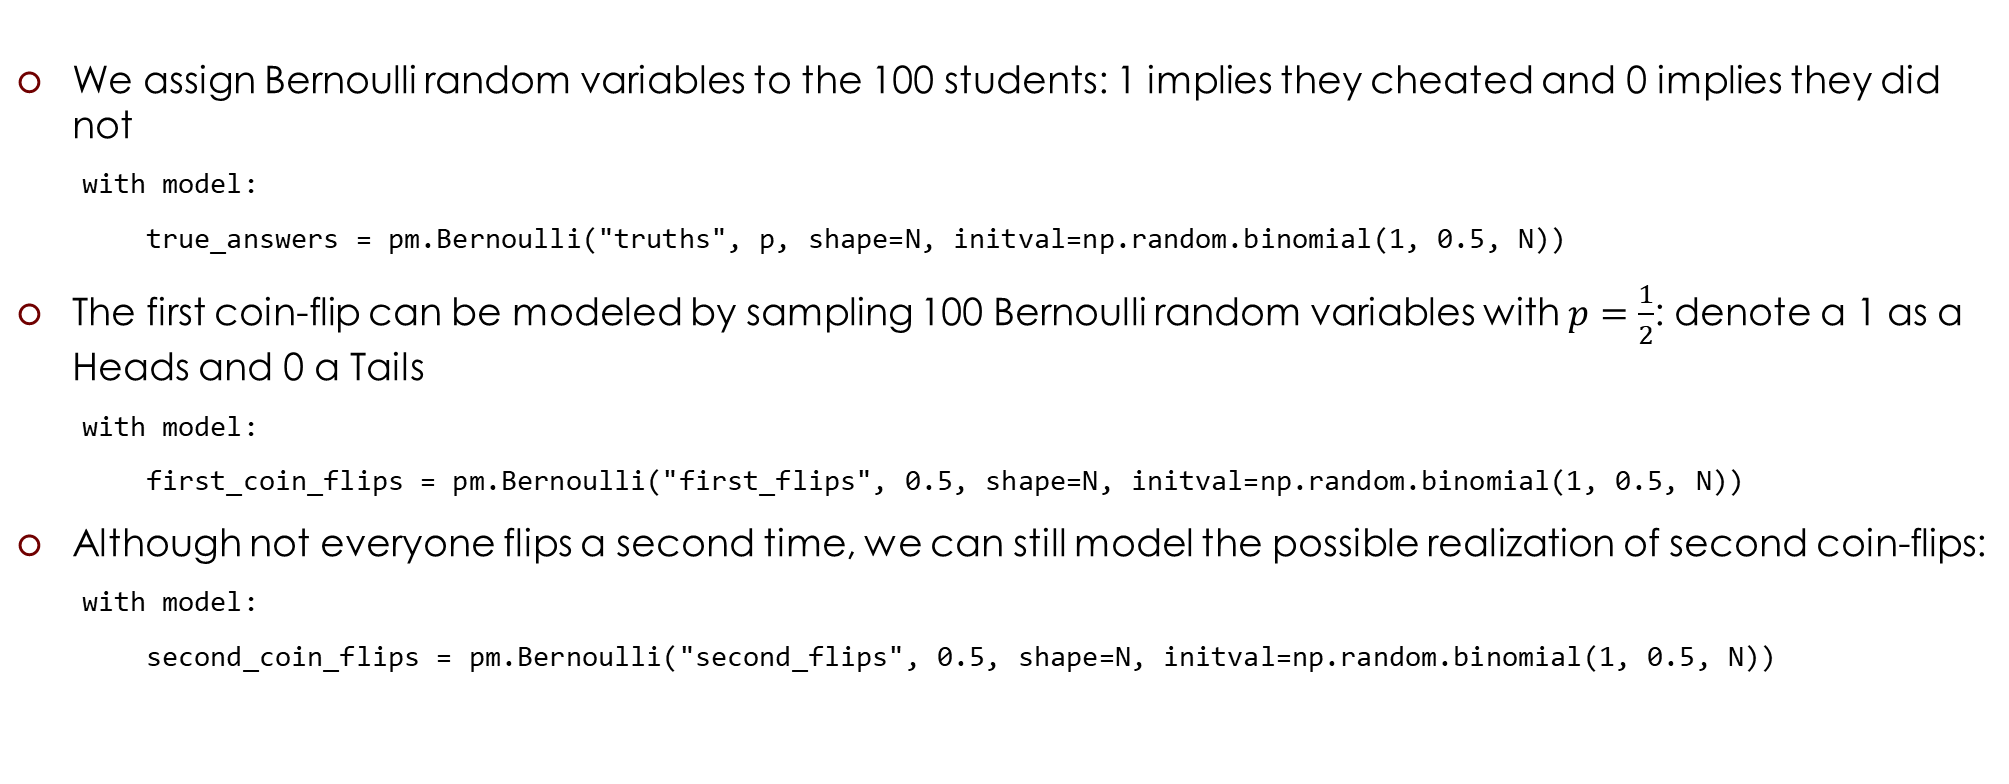 We assign Bernoulli random variables to the 100 students: 1 implies they cheated and 0 implies they did
not
with model:
true_answers = pm.Bernoulli("truths", p, shape=N, initval=np.random.binomial(1, 0.5, N))
The first coin-flip can be modeled by sampling 100 Bernoulli random variables with p = 1/2: denote a 1 as a
Heads and 0 a Tails
with model:
first_coin_flips = pm.Bernoulli("first_flips", 0.5, shape=N, initval=np.random.binomial(1, 0.5, N))
Although not everyone flips a second time, we can still model the possible realization of second coin-flips:
with model:
second_coin_flips = pm.Bernoulli("second_flips", 0.5, shape=N, initval=np.random.binomial(1, 0.5, N))